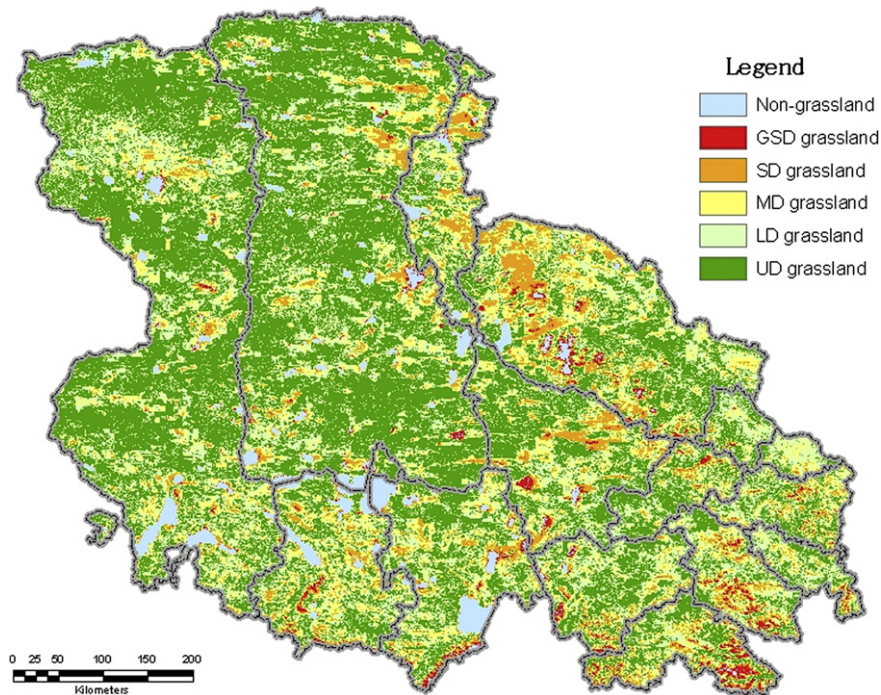 Legend
Non-grassland
GSD grassland
SD grassland
MD grassland
LD grassland
UD grassland
0 25 50 100 150 200
Kilometers